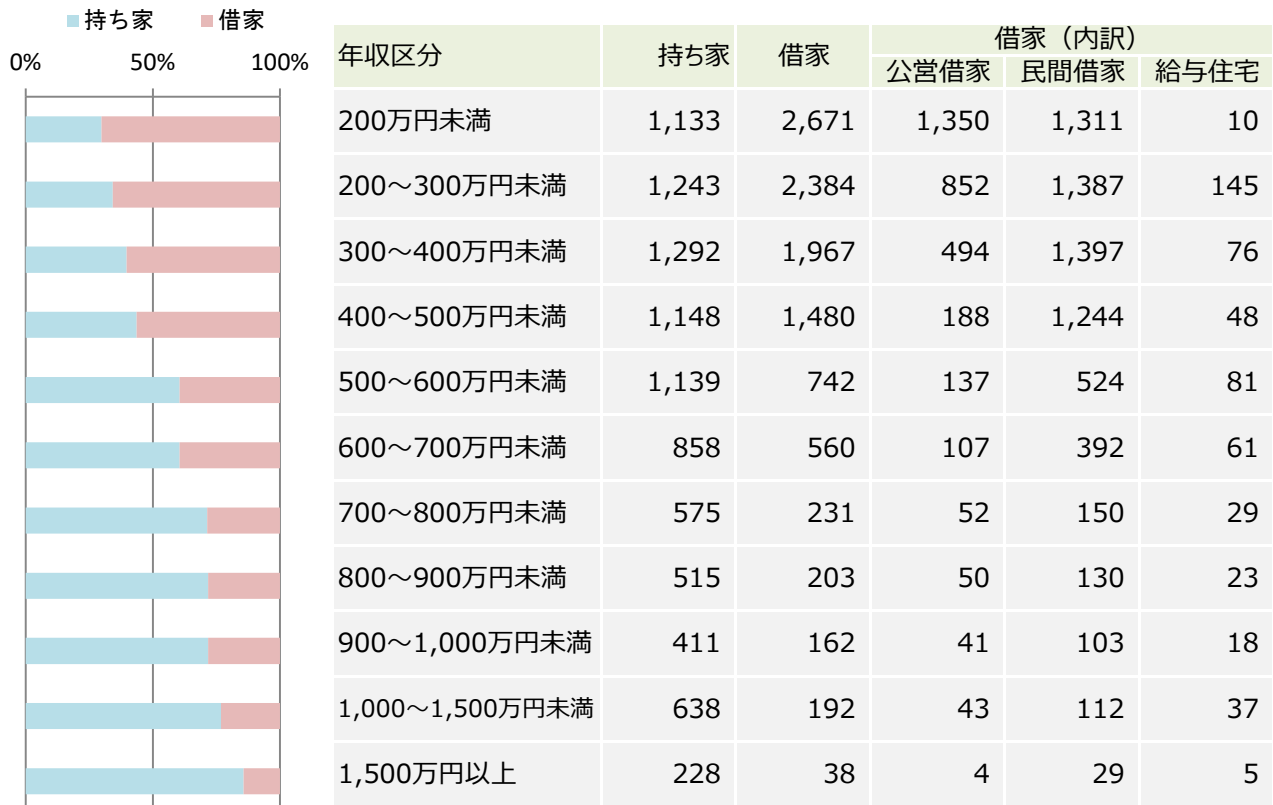 ■持ち家 ■借家
0% 50% 100%
年収区分 持ち家 借家 借家（内訳）
公営借家 民間借家 給与住宅
200万円未満 1,133 2,671 1,350 1,311 10
200～300万円未満 1,243 2,384 852 1,387 145
300～400万円未満 1,292 1,967 494 1,397 76
400～500万円未満 1,148 1,480 188 1,244 48
500～600万円未満 1,139 742 137 524 81
600～700万円未満 858 560 107 392 61
700～800万円未満 575 231 52 150 29
800～900万円未満 515 203 50 130 23
900～1,000万円未満 411 162 41 103 18
1,000～1,500万円未満 638 192 43 112 37
1,500万円以上 228 38 4 29 5